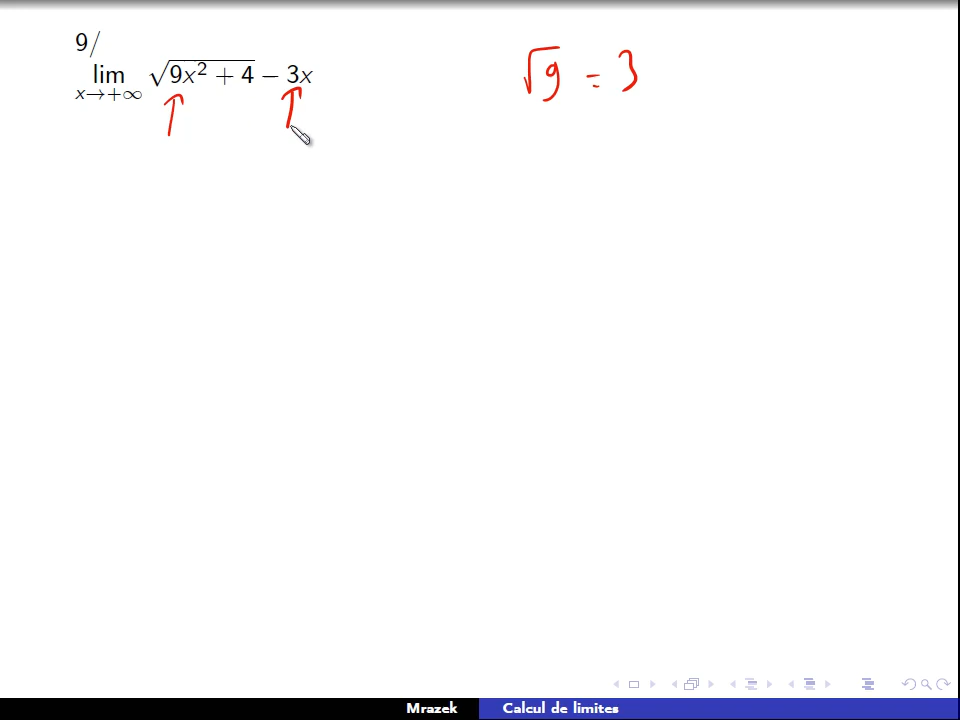 9/
lim x→+∞ √(9x² + 4) − 3x
√9 = 3
Mrazek Calcul de limites